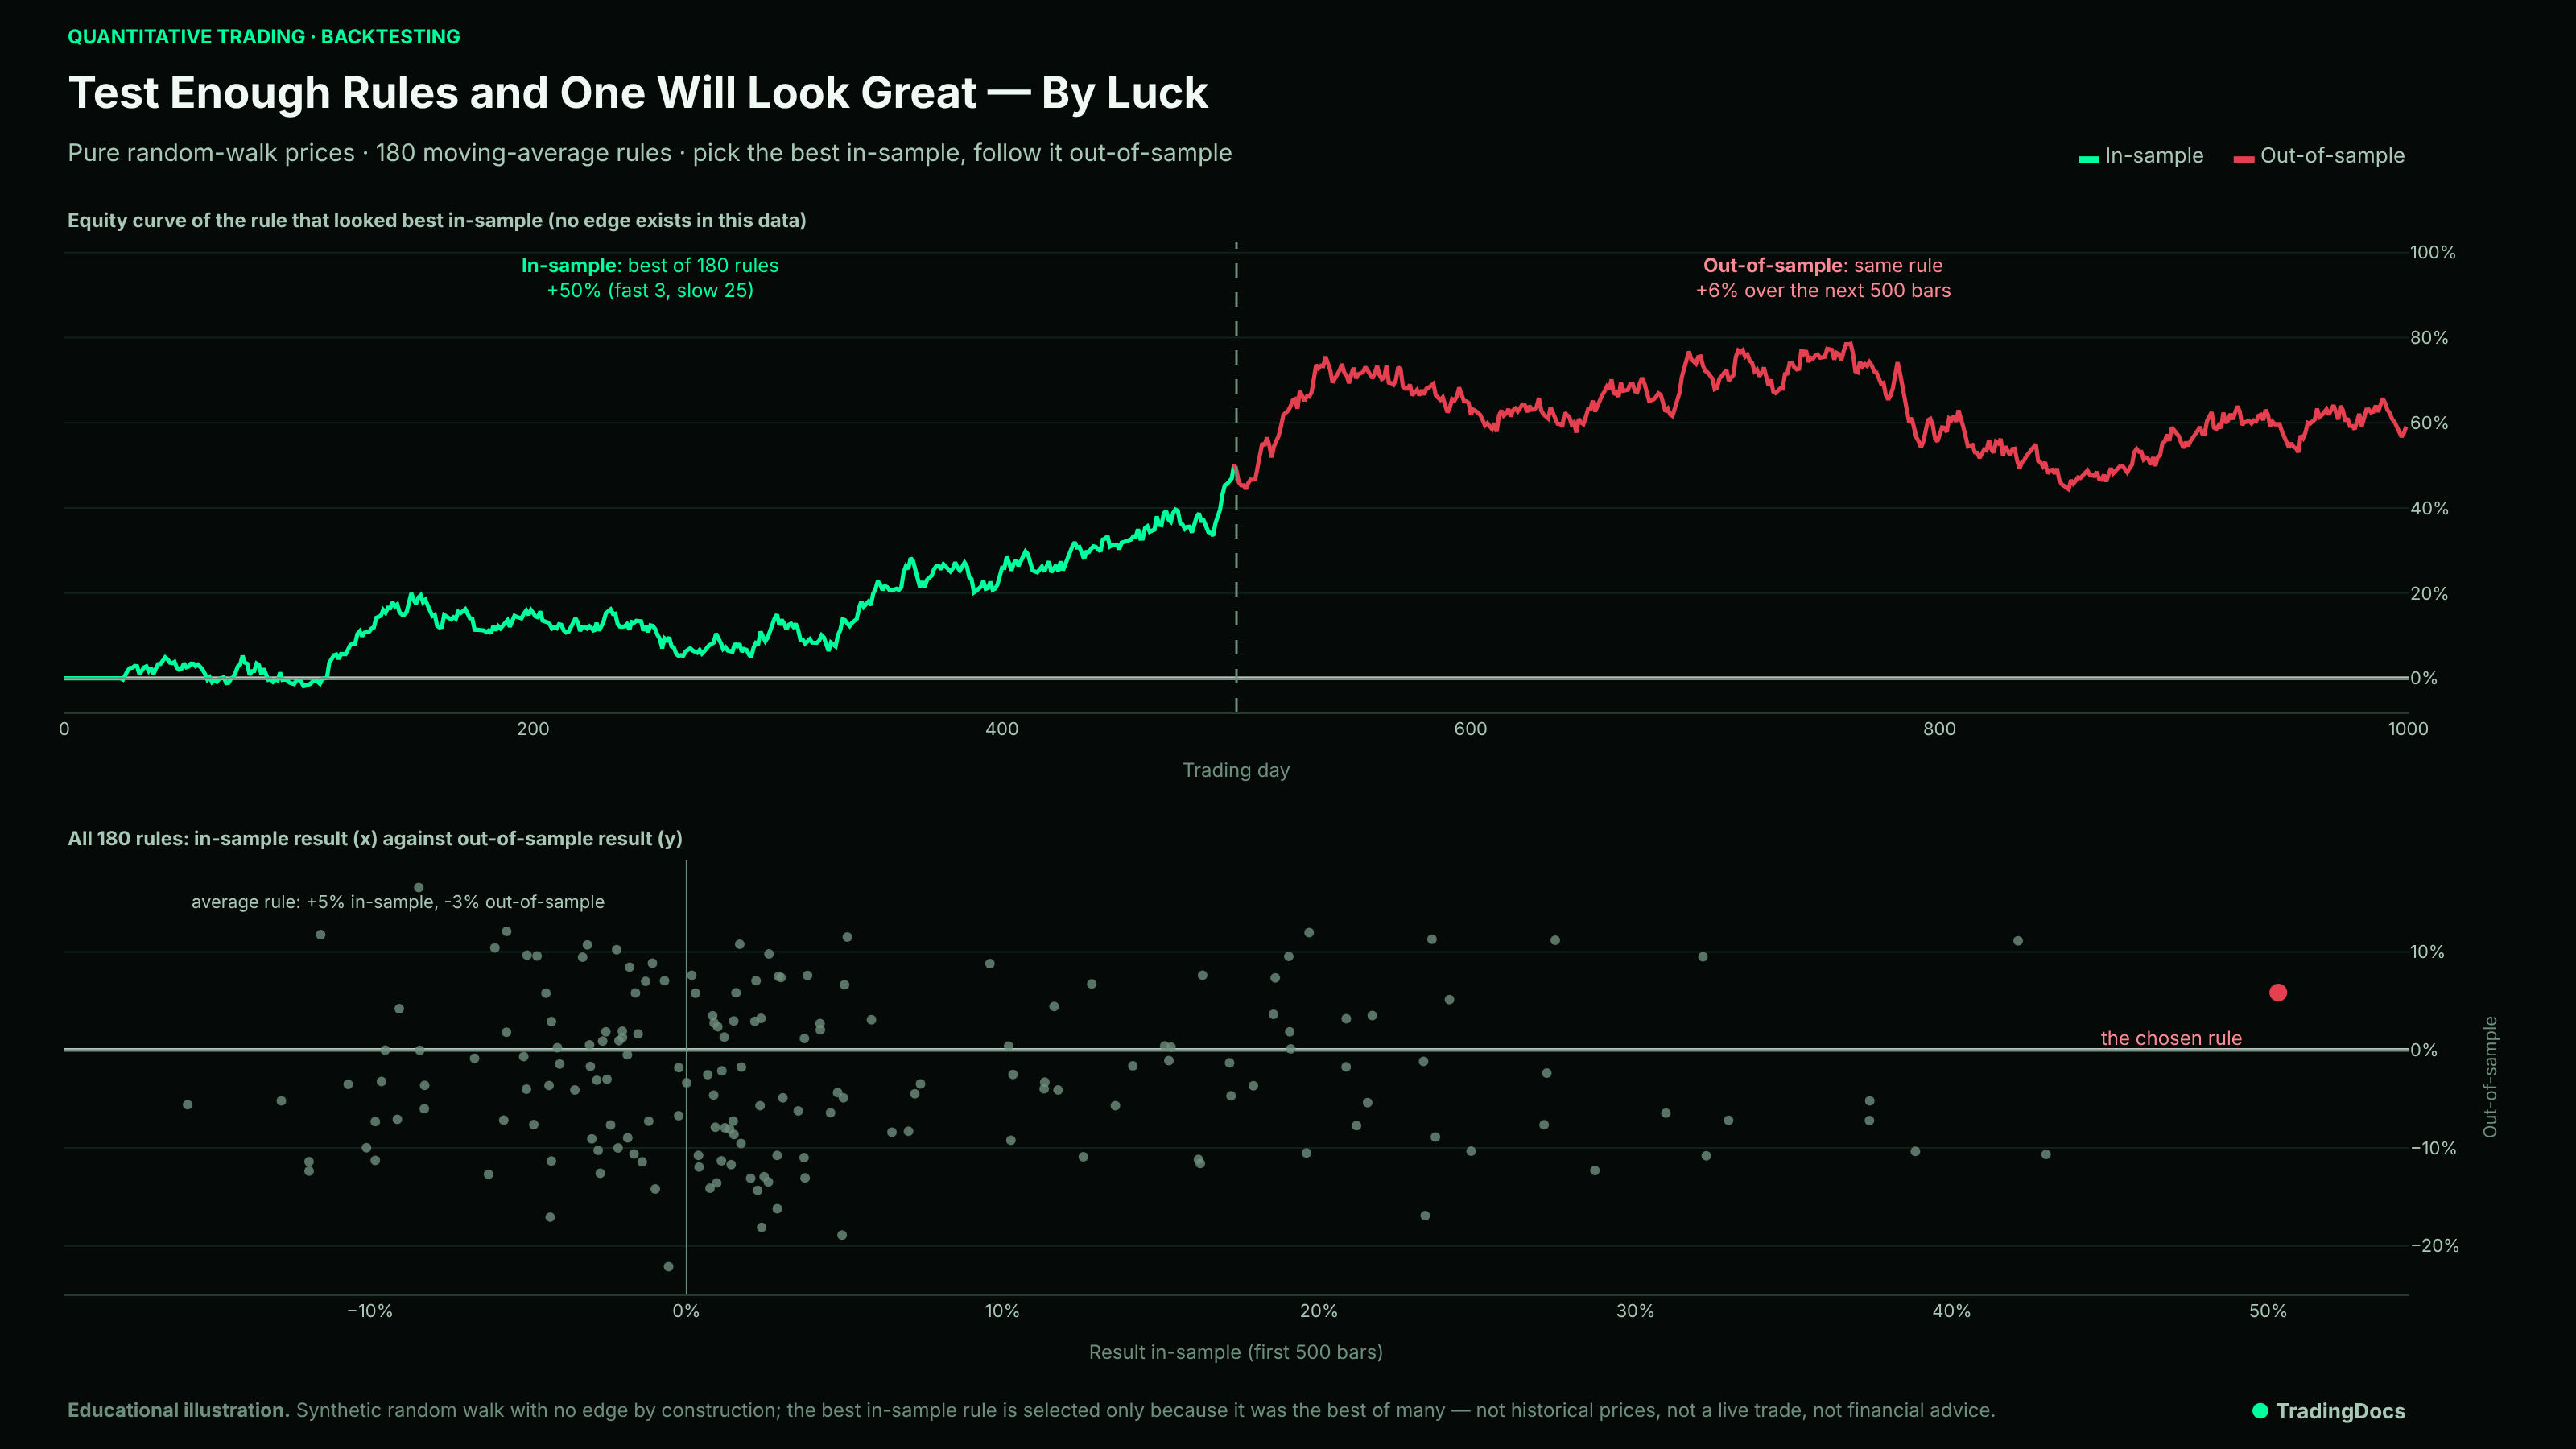 QUANTITATIVE TRADING · BACKTESTING
Test Enough Rules and One Will Look Great — By Luck
Pure random-walk prices · 180 moving-average rules · pick the best in-sample, follow it out-of-sample
In-sample Out-of-sample
Equity curve of the rule that looked best in-sample (no edge exists in this data)
In-sample: best of 180 rules
+50% (fast 3, slow 25)
Out-of-sample: same rule
+6% over the next 500 bars
100%
80%
60%
40%
20%
0%
0 200 400 600 800 1000
Trading day
All 180 rules: in-sample result (x) against out-of-sample result (y)
average rule: +5% in-sample, -3% out-of-sample
the chosen rule
10%
0%
−10%
−20%
Out-of-sample
−10% 0% 10% 20% 30% 40% 50%
Result in-sample (first 500 bars)
Educational illustration. Synthetic random walk with no edge by construction; the best in-sample rule is selected only because it was the best of many — not historical prices, not a live trade, not financial advice.
TradingDocs